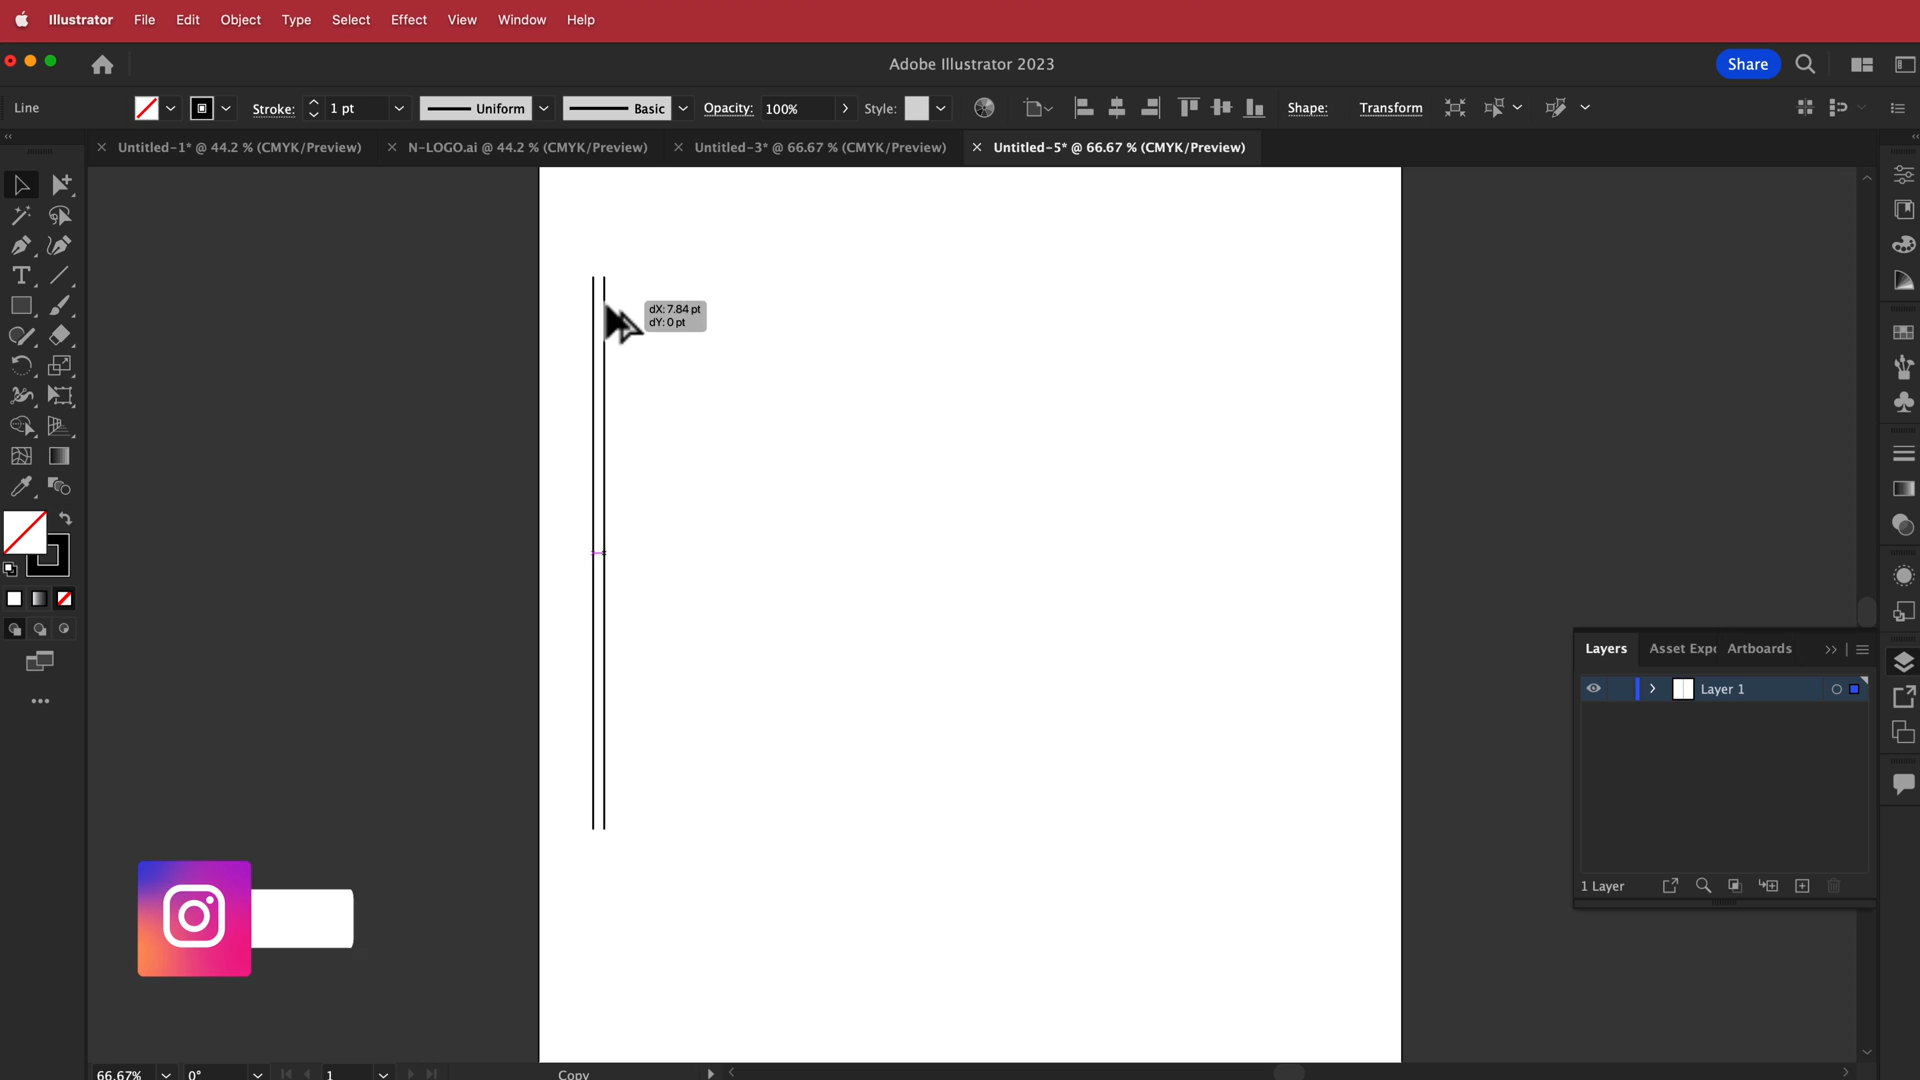 Illustrator File Edit Object Type Select Effect View Window Help
Adobe Illustrator 2023
Share
Line
Stroke: 1 pt
Uniform
Basic
Opacity: 100%
Style:
Shape:
Transform
Untitled-1* @ 44.2 % (CMYK/Preview)
N-LOGO.ai @ 44.2 % (CMYK/Preview)
Untitled-3* @ 66.67 % (CMYK/Preview)
Untitled-5* @ 66.67 % (CMYK/Preview)
dX: 7.84 pt
dY: 0 pt
Layers Asset Expo Artboards
Layer 1
1 Layer
66.67% 0° 1 Copy